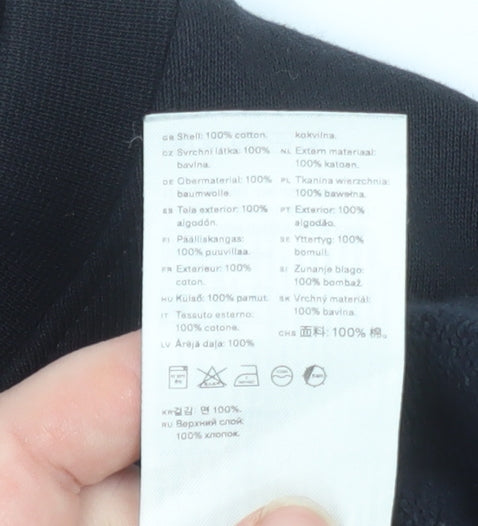 GB Shell: 100% cotton.
CZ Svrchní látka: 100%
bavlna.
DE Obermaterial: 100%
baumwolle.
ES Tela exterior: 100%
algodón.
FI Päälliskangas:
100% puuvillaa.
FR Exterieur: 100%
coton.
HU Külső: 100% pamut.
IT Tessuto esterno:
100% cotone.
LV Ārējā daļa: 100%
kokvilna.
NL Extern materiaal:
100% katoen.
PL Tkanina wierzchnia:
100% bawełna.
PT Exterior: 100%
algodão.
SE Yttertyg: 100%
bomull.
SI Zunanje blago:
100% bombaž.
SK Vrchný materiál:
100% bavlna.
CHS 面料: 100% 棉。
KR 겉감: 면 100%.
RU Верхний слой:
100% хлопок.